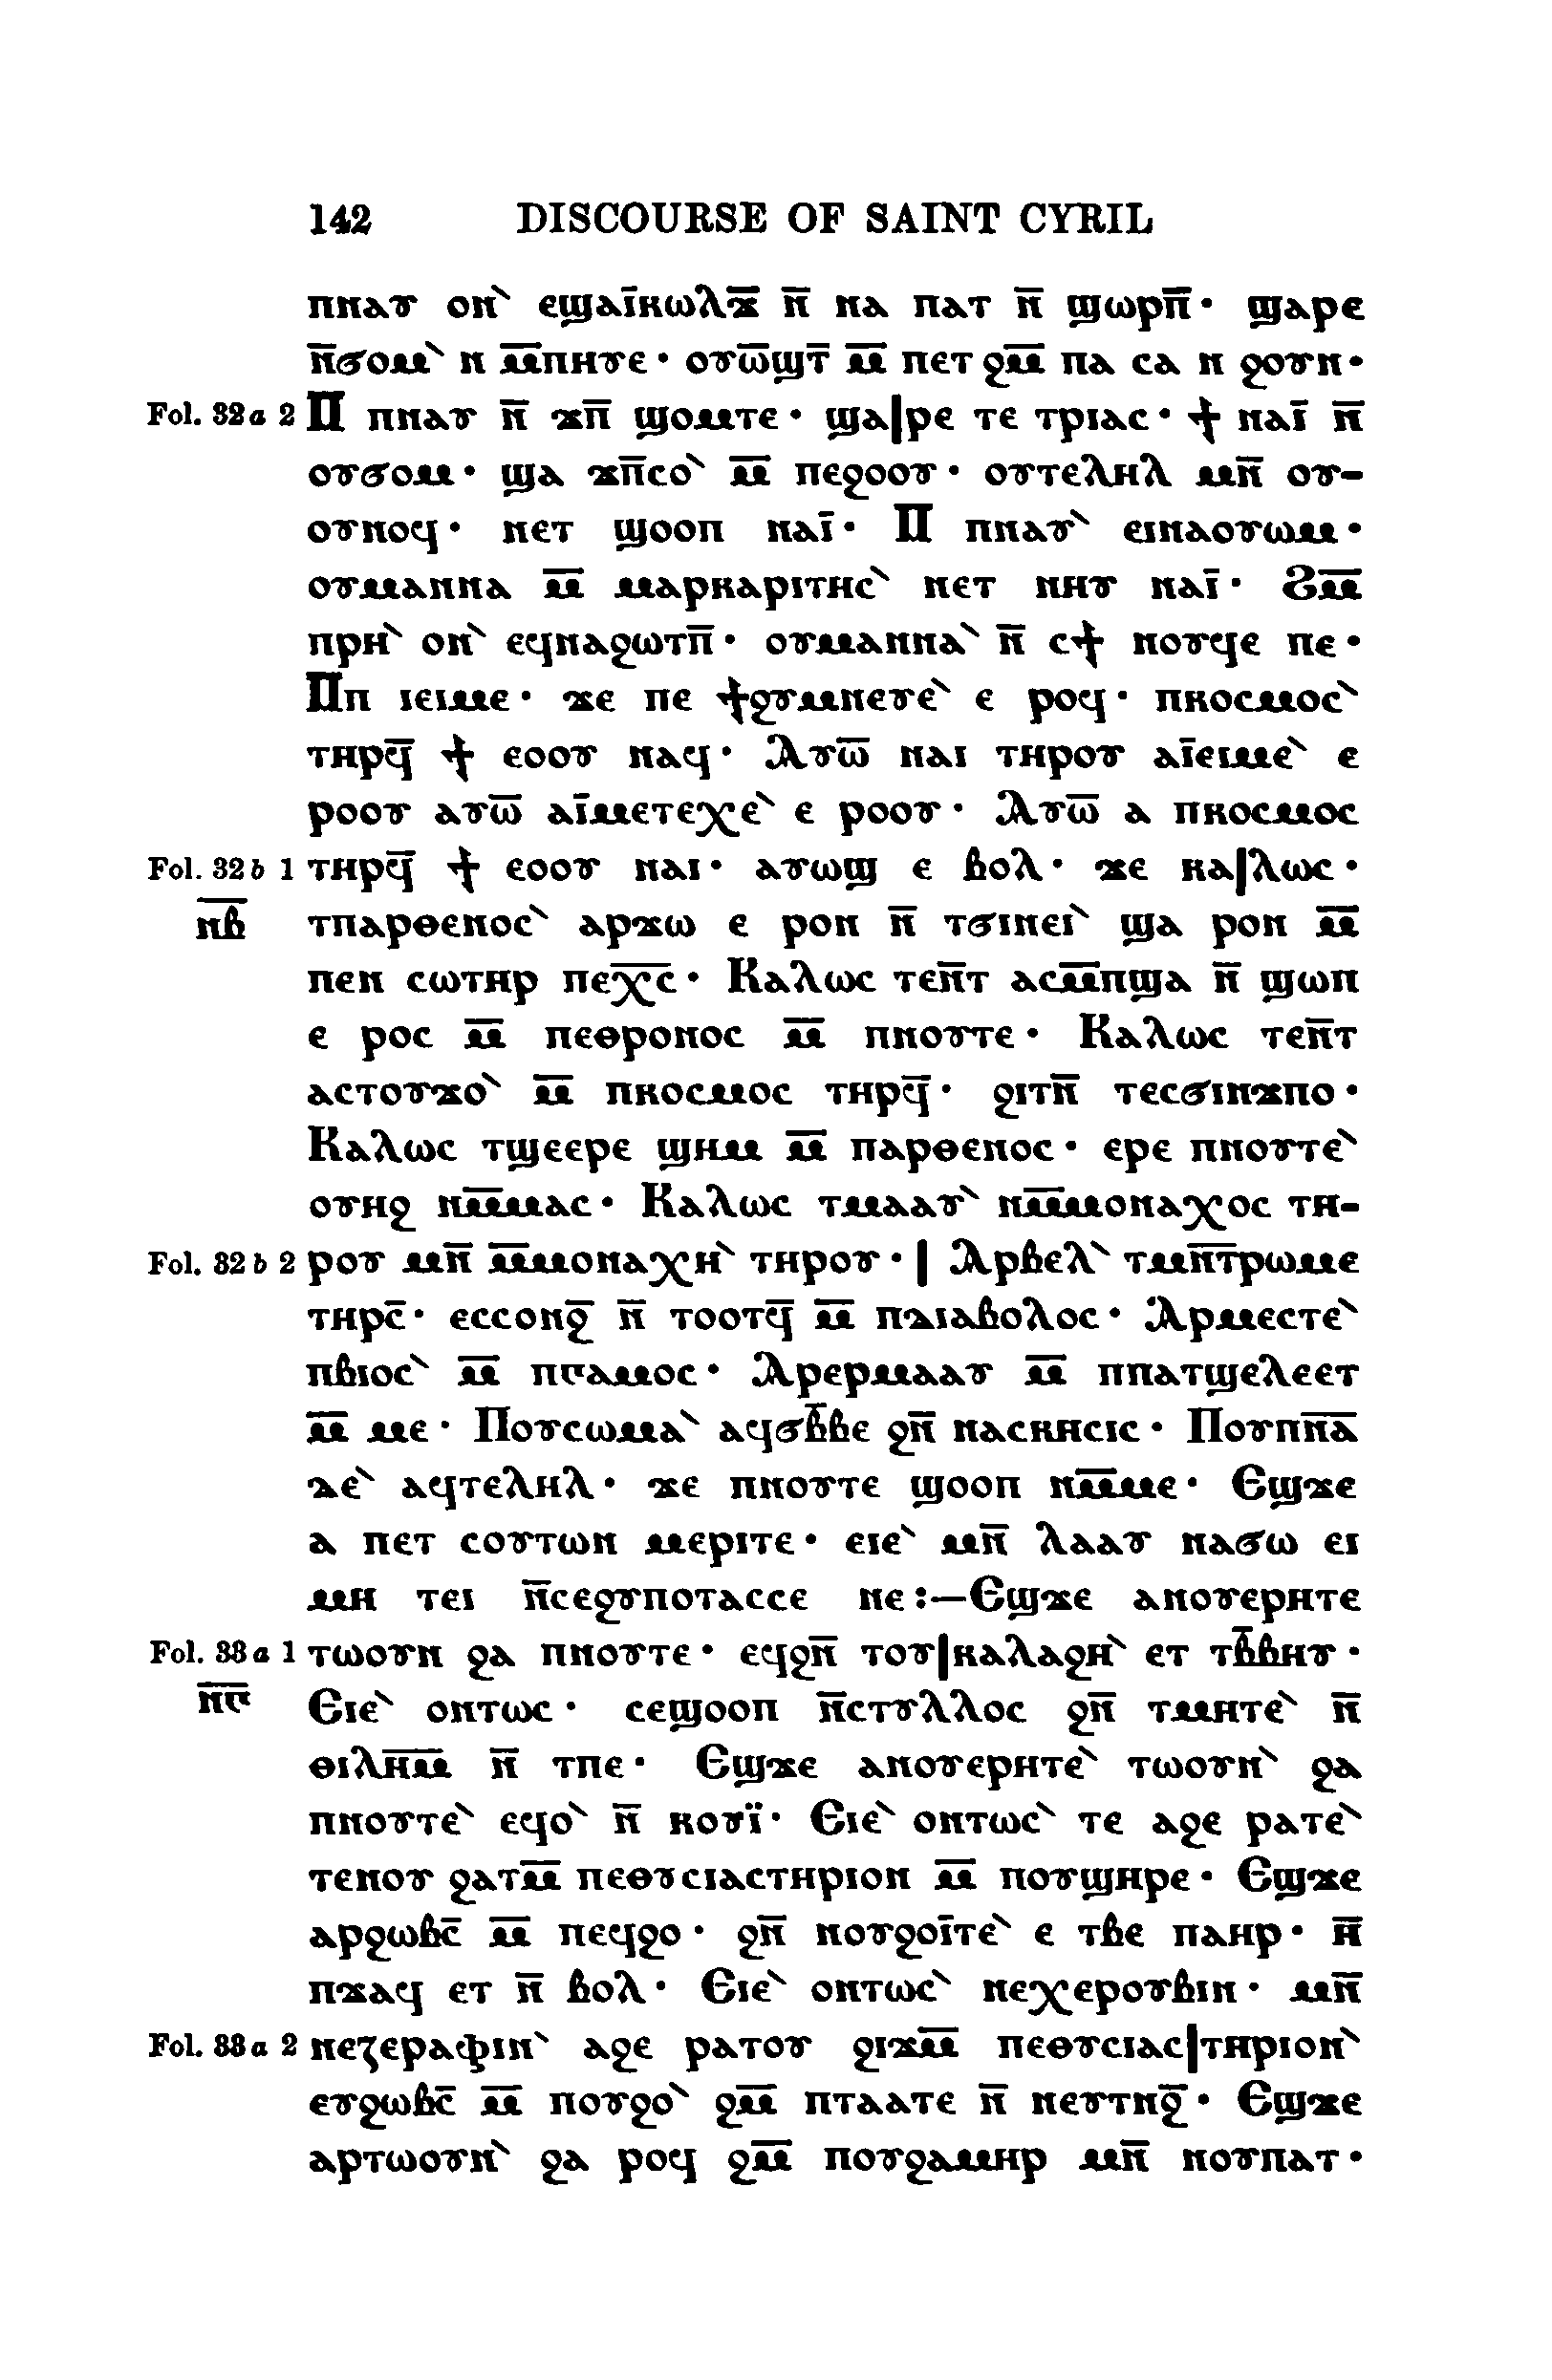 142 DISCOURSE OF SAINT CYRIL
ⲡⲛⲁⲩ ⲟⲛ` ⲉϣⲁⲓ̄ⲕⲱⲗϫ̄ ⲛ̄ ⲛⲁ ⲡⲁⲧ ⲛ̄ ϣⲱⲣⲡ̄· ϣⲁⲣⲉ
ⲛ̄ϭⲟⲙ` ⲛ ⲙ̄ⲡⲏⲩⲉ· ⲟⲩⲱ̄ϣⲧ̄ ⲙ̄ ⲡⲉⲧ ϩⲙ̄ ⲡⲁ ⲥⲁ ⲛ ϩⲟⲩⲛ·
Fol. 32 a 2 Ⲡ ⲡⲛⲁⲩ ⲛ̄ ϫⲡ̄ ϣⲟⲙⲧⲉ· ϣⲁ|ⲣⲉ ⲧⲉ ⲧⲣⲓⲁⲥ· ϯ ⲛⲁⲓ̄ ⲛ̄
ⲟⲩϭⲟⲙ· ϣⲁ ϫⲡ̄ⲥⲟ` ⲙ̄ ⲡⲉϩⲟⲟⲩ· ⲟⲩⲧⲉⲗⲏⲗ ⲙⲛ̄ ⲟⲩ-
ⲟⲩⲛⲟϥ· ⲛⲉⲧ ϣⲟⲟⲡ ⲛⲁⲓ̄· Ⲡ ⲡⲛⲁⲩ` ⲉⲓⲛⲁⲟⲩⲱⲙ·
ⲟⲩⲙⲁⲛⲛⲁ ⲙ̄ ⲙⲁⲣⲕⲁⲣⲓⲧⲏⲥ` ⲛⲉⲧ ⲛⲏⲩ ⲛⲁⲓ̄· Ϩⲙ̄
ⲡⲣⲏ` ⲟⲛ` ⲉϥⲛⲁϩⲱⲧⲡ̄· ⲟⲩⲙⲁⲛⲛⲁ` ⲛ̄ ⲥϯ ⲛⲟⲩϥⲉ ⲡⲉ·
Ⲡⲡ ⲓⲉⲓⲙⲉ· ϫⲉ ⲡⲉ ϯϩⲩⲙⲛⲉⲩⲉ` ⲉ ⲣⲟϥ· ⲡⲕⲟⲥⲙⲟⲥ`
ⲧⲏⲣϥ̄ ϯ ⲉⲟⲟⲩ ⲛⲁϥ· Ⲁⲩⲱ̄ ⲛⲁⲓ ⲧⲏⲣⲟⲩ ⲁⲓ̄ⲉⲓⲙⲉ` ⲉ
ⲣⲟⲟⲩ ⲁⲩⲱ̄ ⲁⲓ̄ⲙⲉⲧⲉⲭⲉ` ⲉ ⲣⲟⲟⲩ· Ⲁⲩⲱ̄ ⲁ ⲡⲕⲟⲥⲙⲟⲥ
Fol. 32 b 1 ⲧⲏⲣϥ̄ ϯ ⲉⲟⲟⲩ ⲛⲁⲓ· ⲁⲩⲱϣ ⲉ ⲃⲟⲗ· ϫⲉ ⲕⲁ|ⲗⲱⲥ·
ⲛ̄ⲃ̄ ⲧⲡⲁⲣⲑⲉⲛⲟⲥ` ⲁⲣϫⲱ ⲉ ⲣⲟⲛ ⲛ̄ ⲧϭⲓⲛⲉⲓ` ϣⲁ ⲣⲟⲛ ⲙ̄
ⲡⲉⲛ ⲥⲱⲧⲏⲣ ⲡⲉⲭ̄ⲥ̄· Ⲕⲁⲗⲱⲥ ⲧⲉⲛ̄ⲧ ⲁⲥⲙ̄ⲡϣⲁ ⲛ̄ ϣⲱⲡ
ⲉ ⲣⲟⲥ ⲙ̄ ⲡⲉⲑⲣⲟⲛⲟⲥ ⲙ̄ ⲡⲛⲟⲩⲧⲉ· Ⲕⲁⲗⲱⲥ ⲧⲉⲛ̄ⲧ
ⲁⲥⲧⲟⲩϫⲟ` ⲙ̄ ⲡⲕⲟⲥⲙⲟⲥ ⲧⲏⲣϥ̄· ϩⲓⲧⲛ̄ ⲧⲉⲥϭⲓⲛϫⲡⲟ·
Ⲕⲁⲗⲱⲥ ⲧϣⲉⲉⲣⲉ ϣⲏⲙ ⲙ̄ ⲡⲁⲣⲑⲉⲛⲟⲥ· ⲉⲣⲉ ⲡⲛⲟⲩⲧⲉ`
ⲟⲩⲏϩ ⲛⲙ̄ⲙⲁⲥ· Ⲕⲁⲗⲱⲥ ⲧⲙⲁⲁⲩ` ⲛⲙ̄ⲙⲟⲛⲁⲭⲟⲥ ⲧⲏ-
Fol. 32 b 2 ⲣⲟⲩ ⲙⲛ̄ ⲙ̄ⲙⲟⲛⲁⲭⲏ` ⲧⲏⲣⲟⲩ· | Ⲁⲣⲃⲉⲗ` ⲧⲙⲛ̄ⲧ̄ⲣⲱⲙⲉ
ⲧⲏⲣⲥ̄· ⲉⲥⲥⲟⲛϩ̄ ⲛ̄ ⲧⲟⲟⲧϥ̄ ⲙ̄ ⲡⲇⲓⲁⲃⲟⲗⲟⲥ· Ⲁⲣⲙⲉⲥⲧⲉ`
ⲡⲃⲓⲟⲥ` ⲙ̄ ⲡⲅⲁⲙⲟⲥ· Ⲁⲣⲉⲣⲙⲁⲁⲩ ⲙ̄ ⲡⲡⲁⲧϣⲉⲗⲉⲉⲧ
ⲙ̄ ⲙⲉ· Ⲡⲟⲩⲥⲱⲙⲁ` ⲁϥϭⲃ̄ⲃⲉ ϩⲛ̄ ⲛⲁⲥⲕⲏⲥⲓⲥ· Ⲡⲟⲩⲡⲛ̄ⲁ̄
ⲇⲉ` ⲁϥⲧⲉⲗⲏⲗ· ϫⲉ ⲡⲛⲟⲩⲧⲉ ϣⲟⲟⲡ ⲛⲙ̄ⲙⲉ· Ⲉϣϫⲉ
ⲁ ⲡⲉⲧ ⲥⲟⲩⲧⲱⲛ ⲙⲉⲣⲓⲧⲉ· ⲉⲓⲉ` ⲙⲛ̄ ⲗⲁⲁⲩ ⲛⲁϭⲱ ⲉⲓ
ⲙⲏ ⲧⲉⲓ ⲛ̄ⲥⲉϩⲩⲡⲟⲧⲁⲥⲥⲉ ⲛⲉ:—Ⲉϣϫⲉ ⲁⲛⲟⲩⲉⲣⲏⲧⲉ
Fol. 33 a 1 ⲧⲱⲟⲩⲛ ϩⲁ ⲡⲛⲟⲩⲧⲉ· ⲉϥϩⲛ̄ ⲧⲟⲩ|ⲕⲁⲗⲁϩⲏ` ⲉⲧ ⲧⲃ̄ⲃⲏⲩ·
ⲛ̄ⲅ̄ Ⲉⲓⲉ` ⲟⲛⲧⲱⲥ· ⲥⲉϣⲟⲟⲡ ⲛ̄ⲥⲧⲩⲗⲗⲟⲥ ϩⲛ̄ ⲧⲙⲏⲧⲉ` ⲛ̄
ⲑⲓⲗⲏ̄ⲙ̄ ⲛ̄ ⲧⲡⲉ· Ⲉϣϫⲉ ⲁⲛⲟⲩⲉⲣⲏⲧⲉ` ⲧⲱⲟⲩⲛ` ϩⲁ
ⲡⲛⲟⲩⲧⲉ` ⲉϥⲟ` ⲛ̄ ⲕⲟⲩⲓ̈· Ⲉⲓⲉ` ⲟⲛⲧⲱⲥ` ⲧⲉ ⲁϩⲉ ⲣⲁⲧⲉ`
ⲧⲉⲛⲟⲩ ϩⲁⲧⲙ̄ ⲡⲉⲑⲩⲥⲓⲁⲥⲧⲏⲣⲓⲟⲛ ⲙ̄ ⲡⲟⲩϣⲏⲣⲉ· Ⲉϣϫⲉ
ⲁⲣϩⲱⲃⲥ̄ ⲙ̄ ⲡⲉϥϩⲟ· ϩⲛ̄ ⲛⲟⲩϩⲟⲓ̄ⲧⲉ` ⲉ ⲧⲃⲉ ⲡⲁⲏⲣ· ⲏ̄
ⲡϫⲁϥ ⲉⲧ ⲛ̄ ⲃⲟⲗ· Ⲉⲓⲉ` ⲟⲛⲧⲱⲥ` ⲛⲉⲭⲉⲣⲟⲩⲃⲓⲛ· ⲙⲛ̄
Fol. 33 a 2 ⲛⲉⲍⲉⲣⲁⲫⲓⲛ` ⲁϩⲉ ⲣⲁⲧⲟⲩ ϩⲓϫⲙ̄ ⲡⲉⲑⲩⲥⲓⲁⲥ|ⲧⲏⲣⲓⲟⲛ`
ⲉⲩϩⲱⲃⲥ̄ ⲙ̄ ⲡⲟⲩϩⲟ` ϩⲙ̄ ⲡⲧⲁⲁⲧⲉ ⲛ̄ ⲛⲉⲩⲧⲛϩ̄· Ⲉϣϫⲉ
ⲁⲣⲧⲱⲟⲩⲛ` ϩⲁ ⲣⲟϥ ϩⲙ̄ ⲡⲟⲩϩⲁⲙⲏⲣ ⲙⲛ̄ ⲛⲟⲩⲡⲁⲧ·